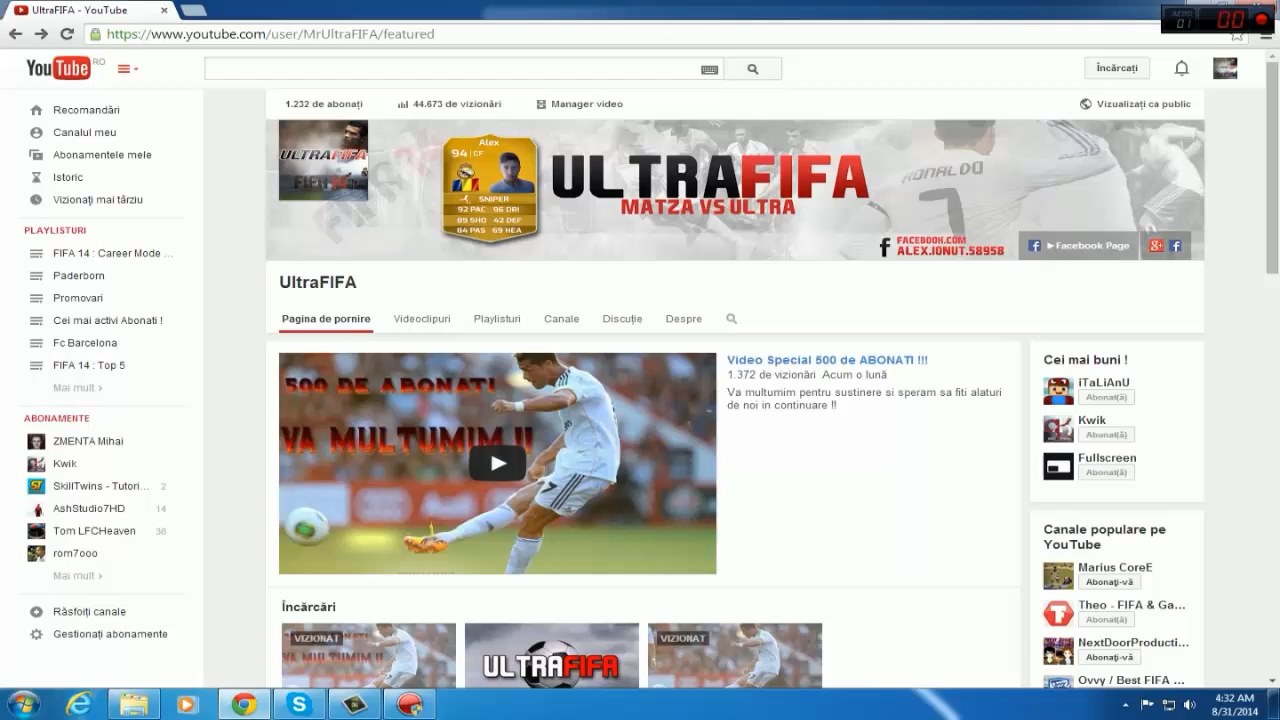 UltraFIFA - YouTube
https://www.youtube.com/user/MrUltraFIFA/featured
01 00
YouTube RO
Încărcați
Recomandări
Canalul meu
Abonamentele mele
Istoric
Vizionați mai târziu
PLAYLISTURI
FIFA 14 : Career Mode ...
Paderborn
Promovari
Cei mai activi Abonati !
Fc Barcelona
FIFA 14 : Top 5
Mai mult ›
ABONAMENTE
ZMENTA Mihai
Kwik
SkillTwins - Tutori... 2
AshStudio7HD 14
Tom LFCHeaven 36
rom7ooo
Mai mult ›
Răsfoiți canale
Gestionați abonamente
1.232 de abonați 44.673 de vizionări Manager video Vizualizați ca public
ULTRAFIFA
Alex
94 | CF
SNIPER
92 PAC 96 DRI
89 SHO 42 DEF
84 PAS 69 HEA
ULTRAFIFA
MATZA VS ULTRA
RONALDO
7
FACEBOOK.COM
ALEX.IONUT.58958
►Facebook Page
UltraFIFA
Pagina de pornire Videoclipuri Playlisturi Canale Discuție Despre
500 DE ABONATI
VA MULTUMIM !!
Video Special 500 de ABONATI !!!
1.372 de vizionări Acum o lună
Va multumim pentru sustinere si speram sa fiti alaturi
de noi in continuare !!
Încărcări
VIZIONAT
VA MULTUMIM !!
ULTRAFIFA
VIZIONAT
Cei mai buni !
iTaLiAnU
Abonat(ă)
Kwik
Abonat(ă)
Fullscreen
Abonat(ă)
Canale populare pe
YouTube
Marius CoreE
Abonați-vă
Theo - FIFA & Ga...
Abonat(ă)
NextDoorProducti...
Abonați-vă
Ovvy / Best FIFA ...
4:32 AM
8/31/2014